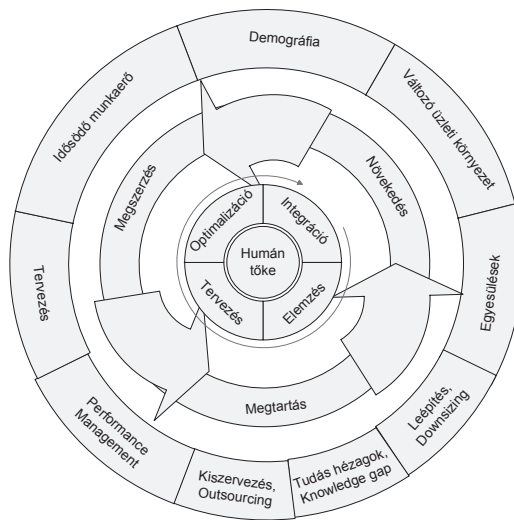 Demográfia
Változó üzleti
környezet
Egyesülések
Leépítés,
Downsizing
Tudás hézagok,
Knowledge gap
Kiszervezés,
Outsourcing
Performance
Management
Tervezés
Idősödö munkaerő
Megszerzés
Növekedés
Megtartás
Optimalizáció
Integráció
Elemzés
Tervezés
Humán
tőke